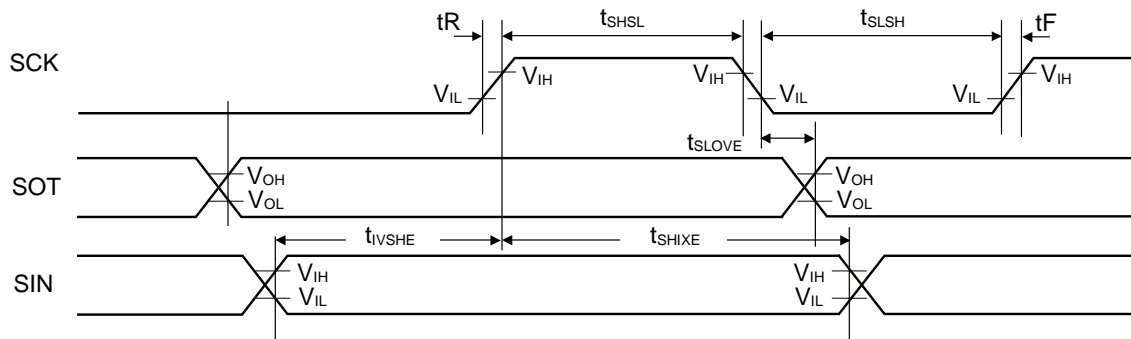 tR tSHSL tSLSH tF
SCK
VIH VIH VIH
VIL VIL VIL
tSLOVE
SOT
VOH VOH
VOL VOL
tIVSHE tSHIXE
SIN
VIH VIH
VIL VIL